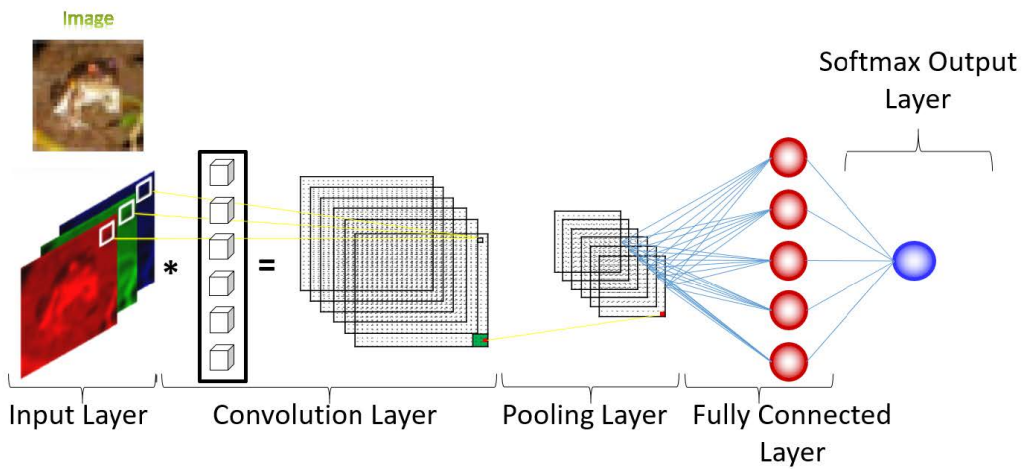 Image
Softmax Output
Layer
*
=
Input Layer
Convolution Layer
Pooling Layer
Fully Connected
Layer